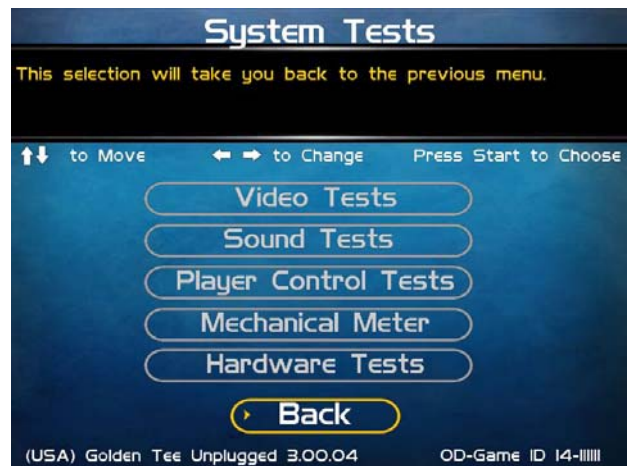 System Tests
This selection will take you back to the previous menu.
to Move to Change Press Start to Choose
Video Tests
Sound Tests
Player Control Tests
Mechanical Meter
Hardware Tests
Back
(USA) Golden Tee Unplugged 3.00.04 OD-Game ID 14-111111